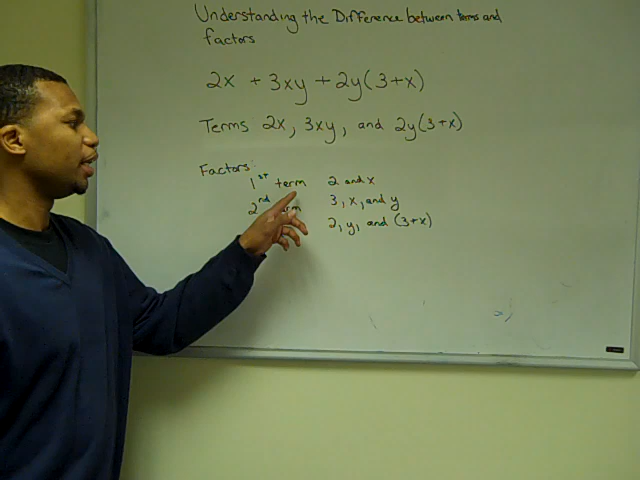 Understanding the Difference between terms and
factors
2x + 3xy + 2y(3+x)
Terms 2x, 3xy, and 2y(3+x)
Factors:
1st term 2 and x
2nd 3, x, and y
2, y, and (3+x)